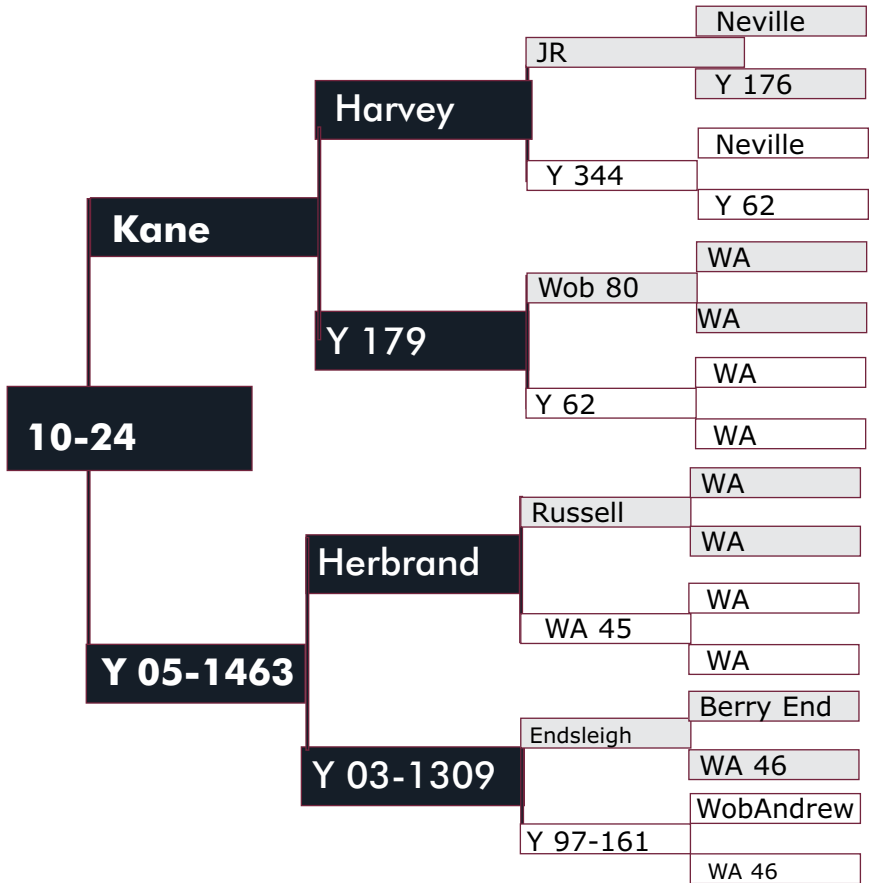 Neville
JR
Y 176
Harvey
Neville
Y 344
Y 62
Kane
WA
Wob 80
WA
Y 179
WA
Y 62
WA
10-24
WA
Russell
WA
Herbrand
WA
WA 45
WA
Y 05-1463
Berry End
Endsleigh
WA 46
Y 03-1309
WobAndrew
Y 97-161
WA 46